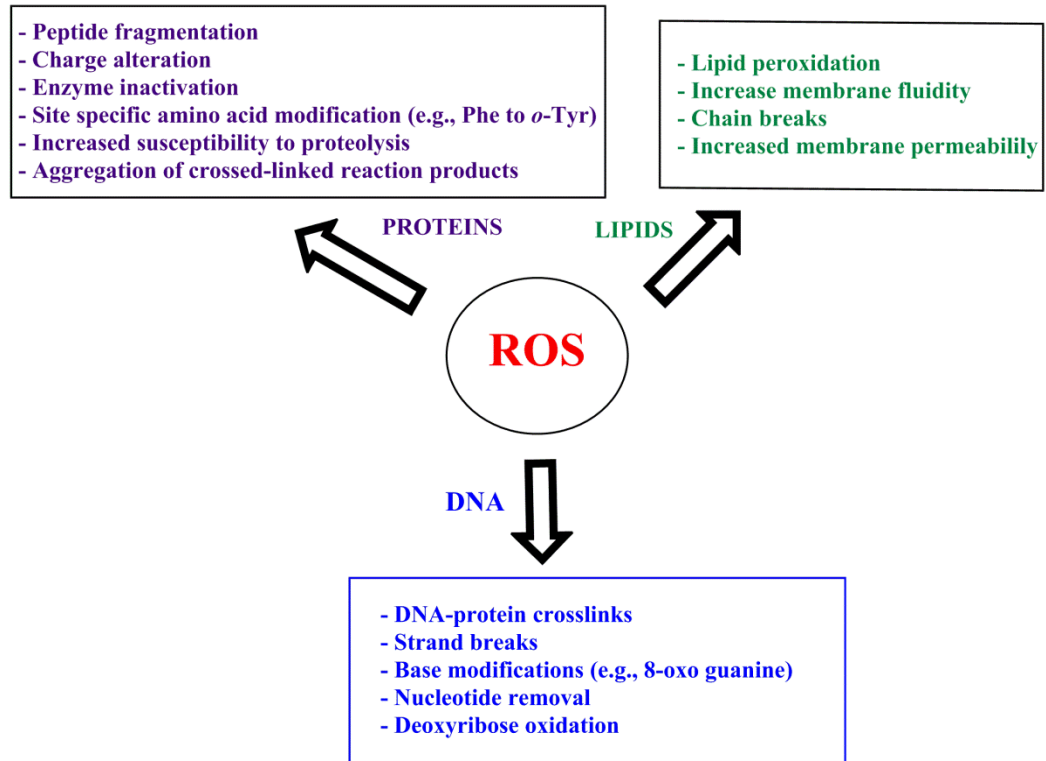 - Peptide fragmentation
- Charge alteration
- Enzyme inactivation
- Site specific amino acid modification (e.g., Phe to o-Tyr)
- Increased susceptibility to proteolysis
- Aggregation of crossed-linked reaction products
- Lipid peroxidation
- Increase membrane fluidity
- Chain breaks
- Increased membrane permeabilily
PROTEINS
LIPIDS
ROS
DNA
- DNA-protein crosslinks
- Strand breaks
- Base modifications (e.g., 8-oxo guanine)
- Nucleotide removal
- Deoxyribose oxidation